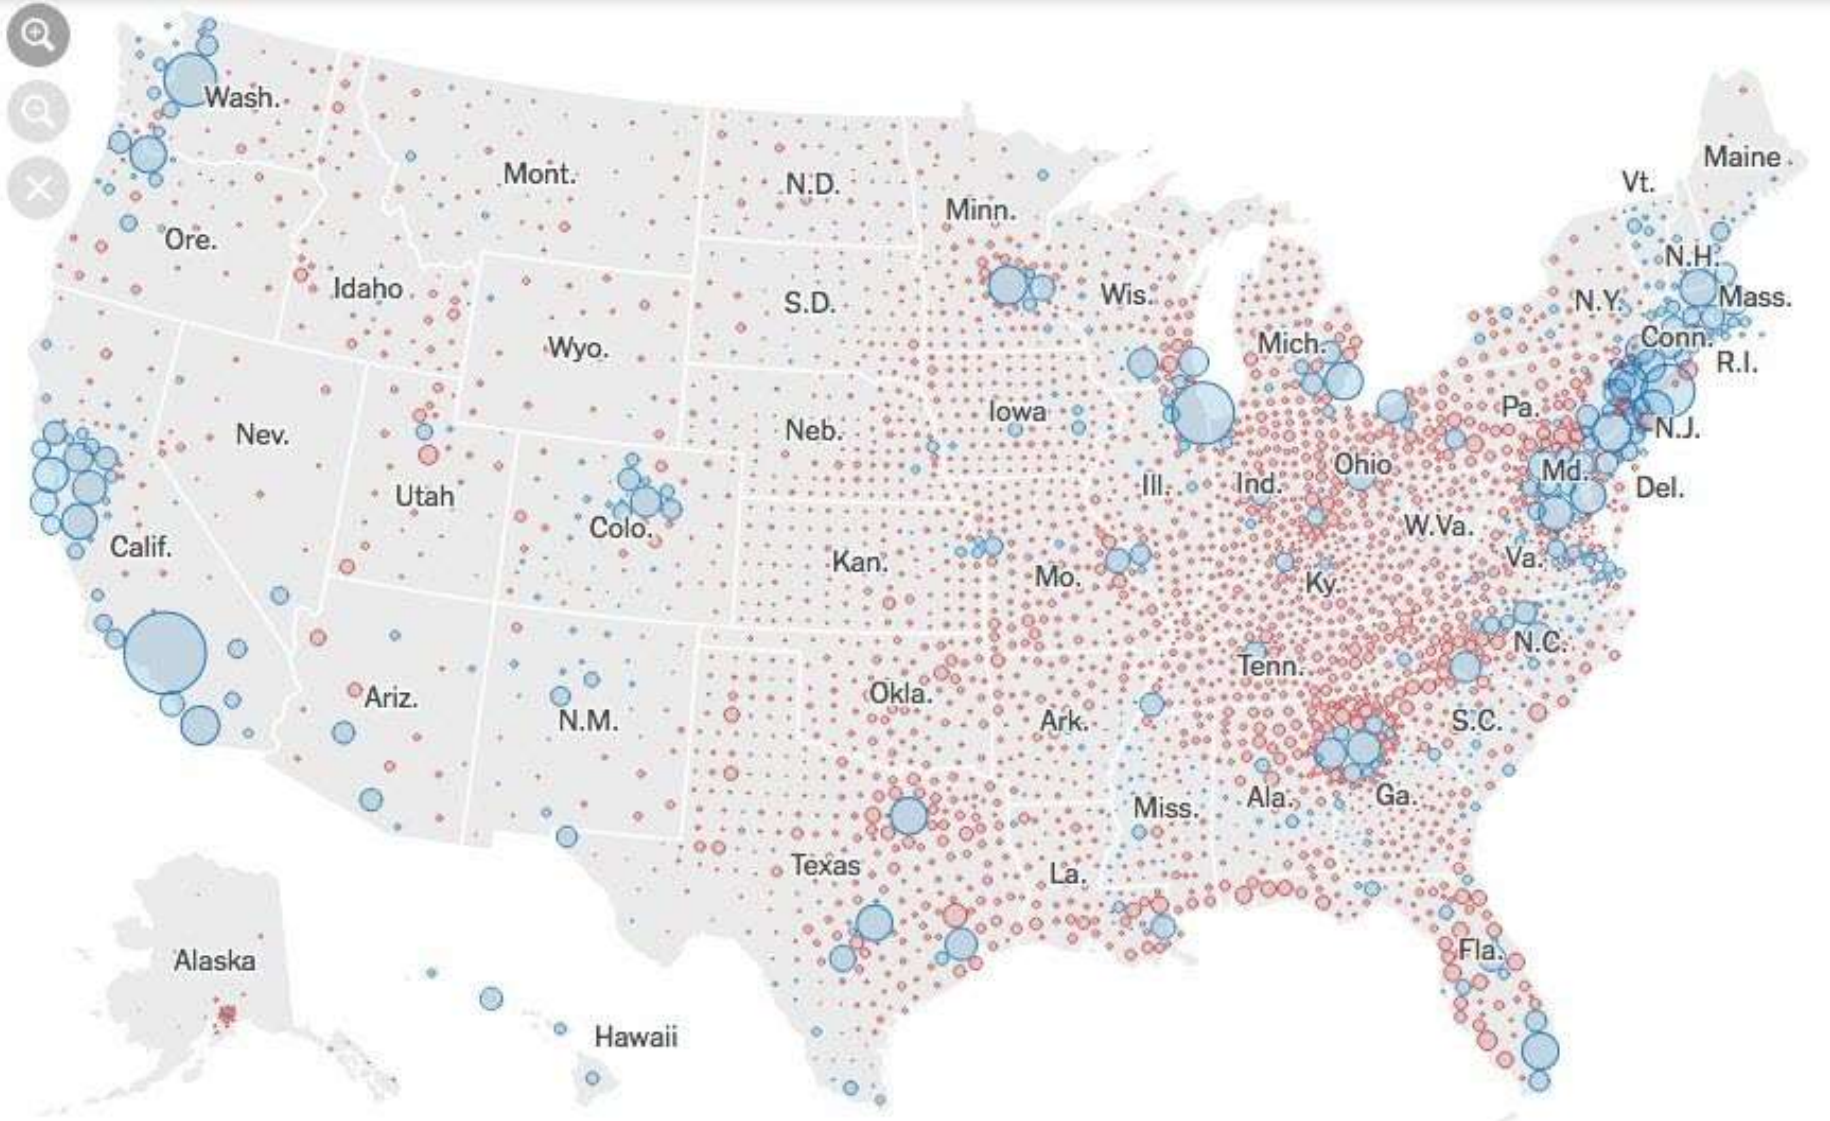 Wash.
Maine
Mont.
N.D.
Vt.
Minn.
Ore.
N.H.
Idaho
Wis.
Mass.
S.D.
N.Y.
Wyo.
Mich.
Conn.
R.I.
Iowa
Pa.
Nev.
Neb.
N.J.
Ohio
Md.
Utah
Ill.
Ind.
Del.
Colo.
W.Va.
Calif.
Kan.
Mo.
Va.
Ky.
N.C.
Tenn.
Ariz.
Okla.
N.M.
Ark.
S.C.
Miss.
Ala.
Ga.
Texas
La.
Fla.
Alaska
Hawaii